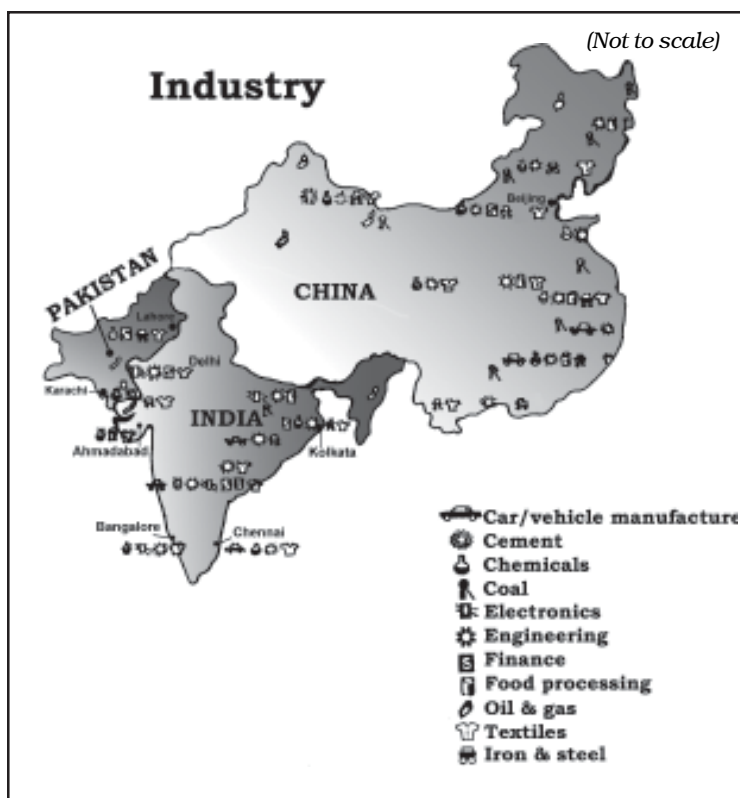 (Not to scale)
Industry
Beijing
CHINA
PAKISTAN
Lahore
Delhi
Karachi
INDIA
Ahmadabad
Kolkata
Bangalore
Chennai
Car/vehicle manufacture
Cement
Chemicals
Coal
Electronics
Engineering
Finance
Food processing
Oil & gas
Textiles
Iron & steel